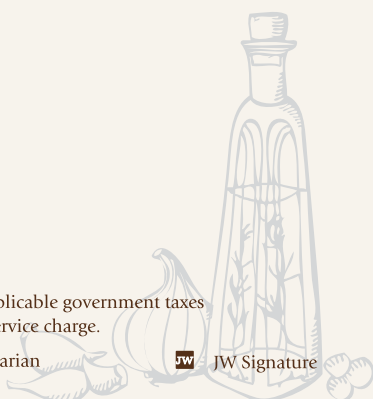 plicable government taxes
ervice charge.
arian
JW JW Signature